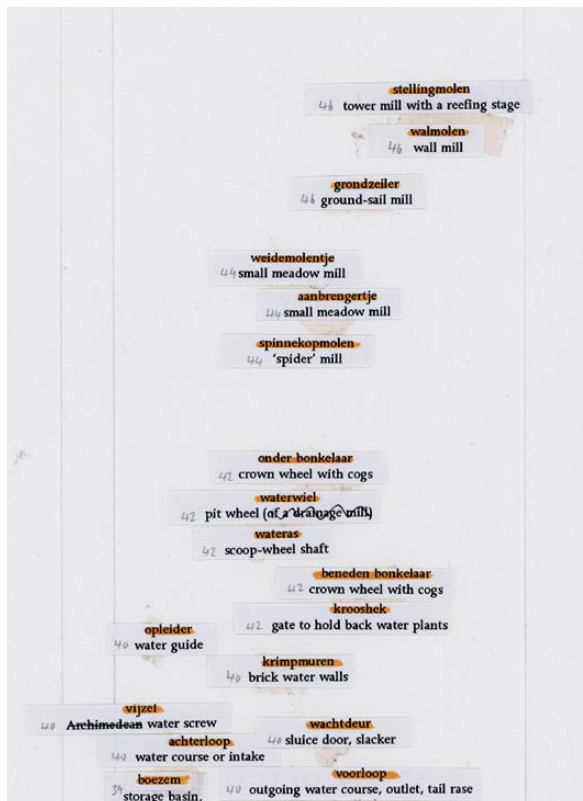 stellingmolen
46 tower mill with a reefing stage
walmolen
46 wall mill
grondzeiler
46 ground-sail mill
weidemolentje
44 small meadow mill
aanbrengertje
44 small meadow mill
spinnekopmolen
44 ‘spider’ mill
onder bonkelaar
42 crown wheel with cogs
waterwiel
42 pit wheel (of a drainage mill)
wateras
42 scoop-wheel shaft
beneden bonkelaar
42 crown wheel with cogs
krooshek
42 gate to hold back water plants
opleider
40 water guide
krimpmuren
40 brick water walls
vijzel
40 Archimedean water screw
wachtdeur
40 sluice door, slacker
achterloop
40 water course or intake
boezem
39 storage basin,
voorloop
40 outgoing water course, outlet, tail rase